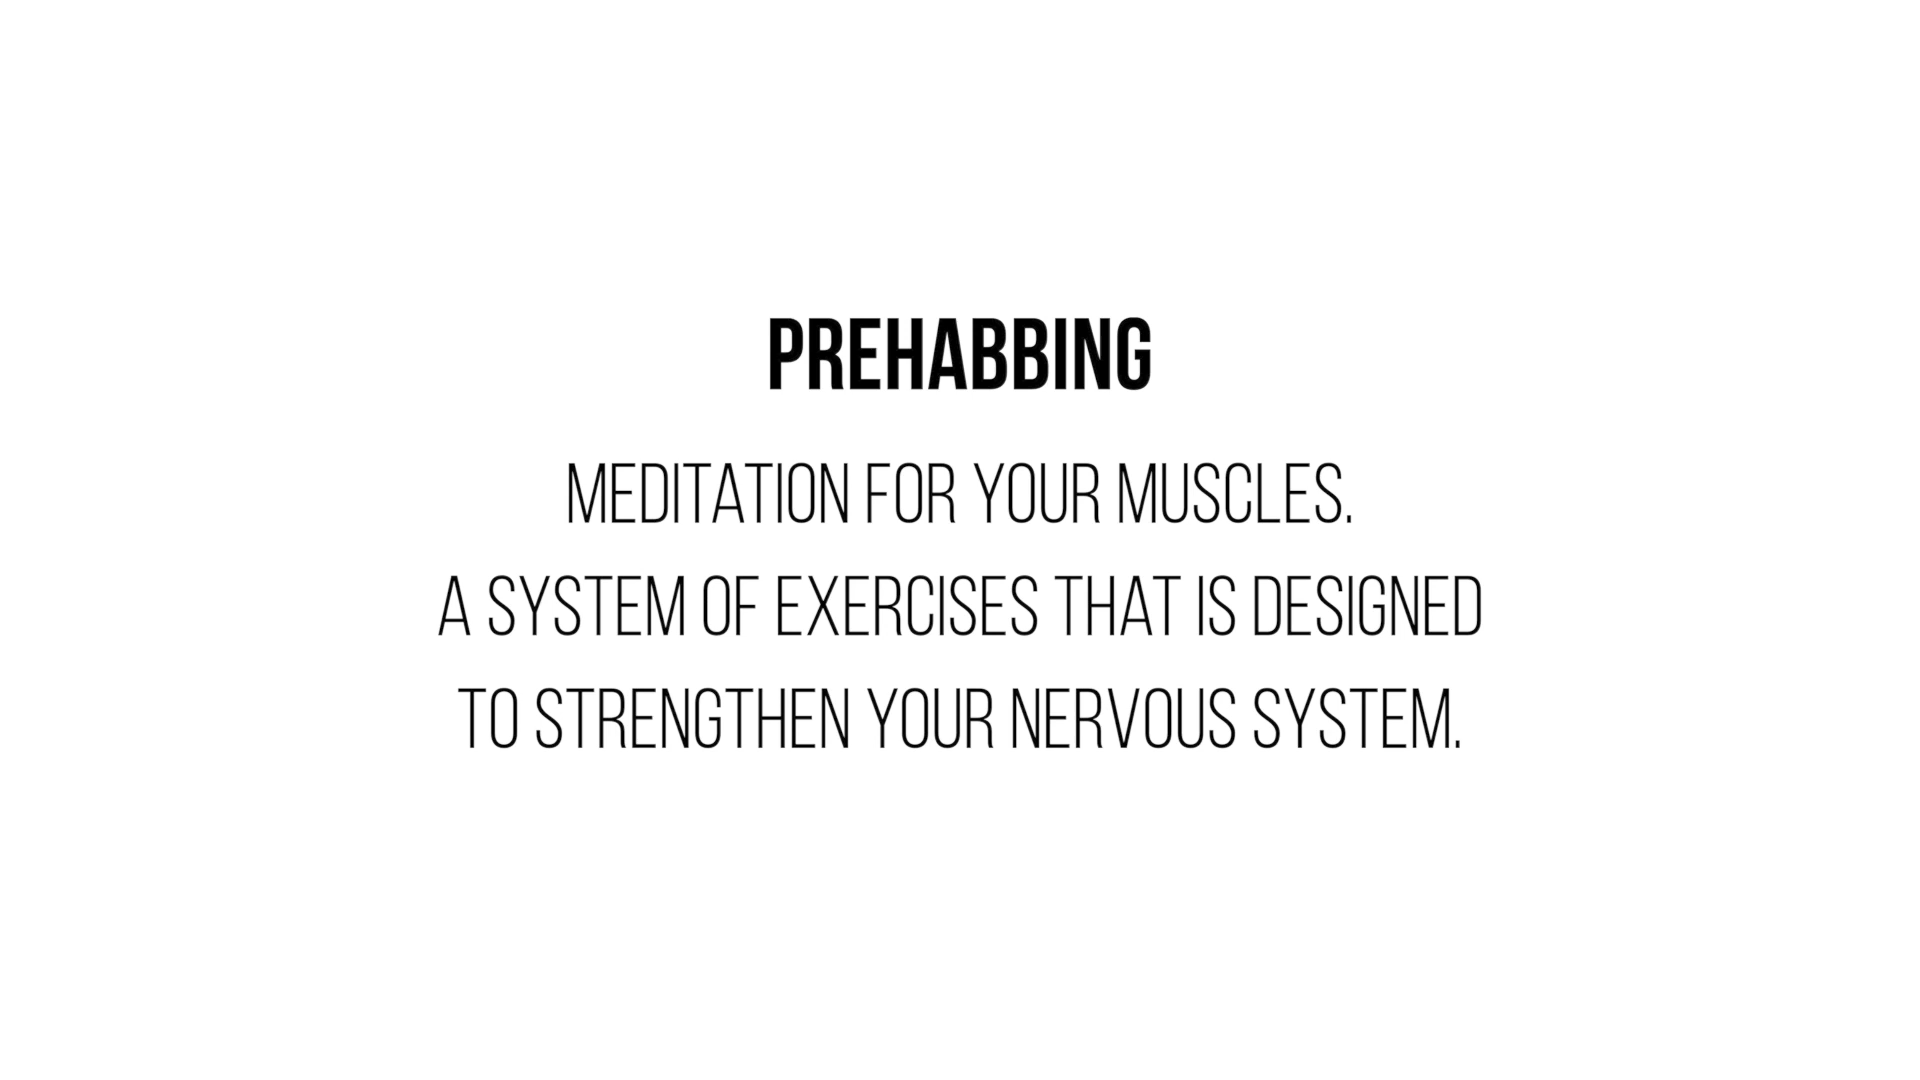 PREHABBING
MEDITATION FOR YOUR MUSCLES.
A SYSTEM OF EXERCISES THAT IS DESIGNED
TO STRENGTHEN YOUR NERVOUS SYSTEM.